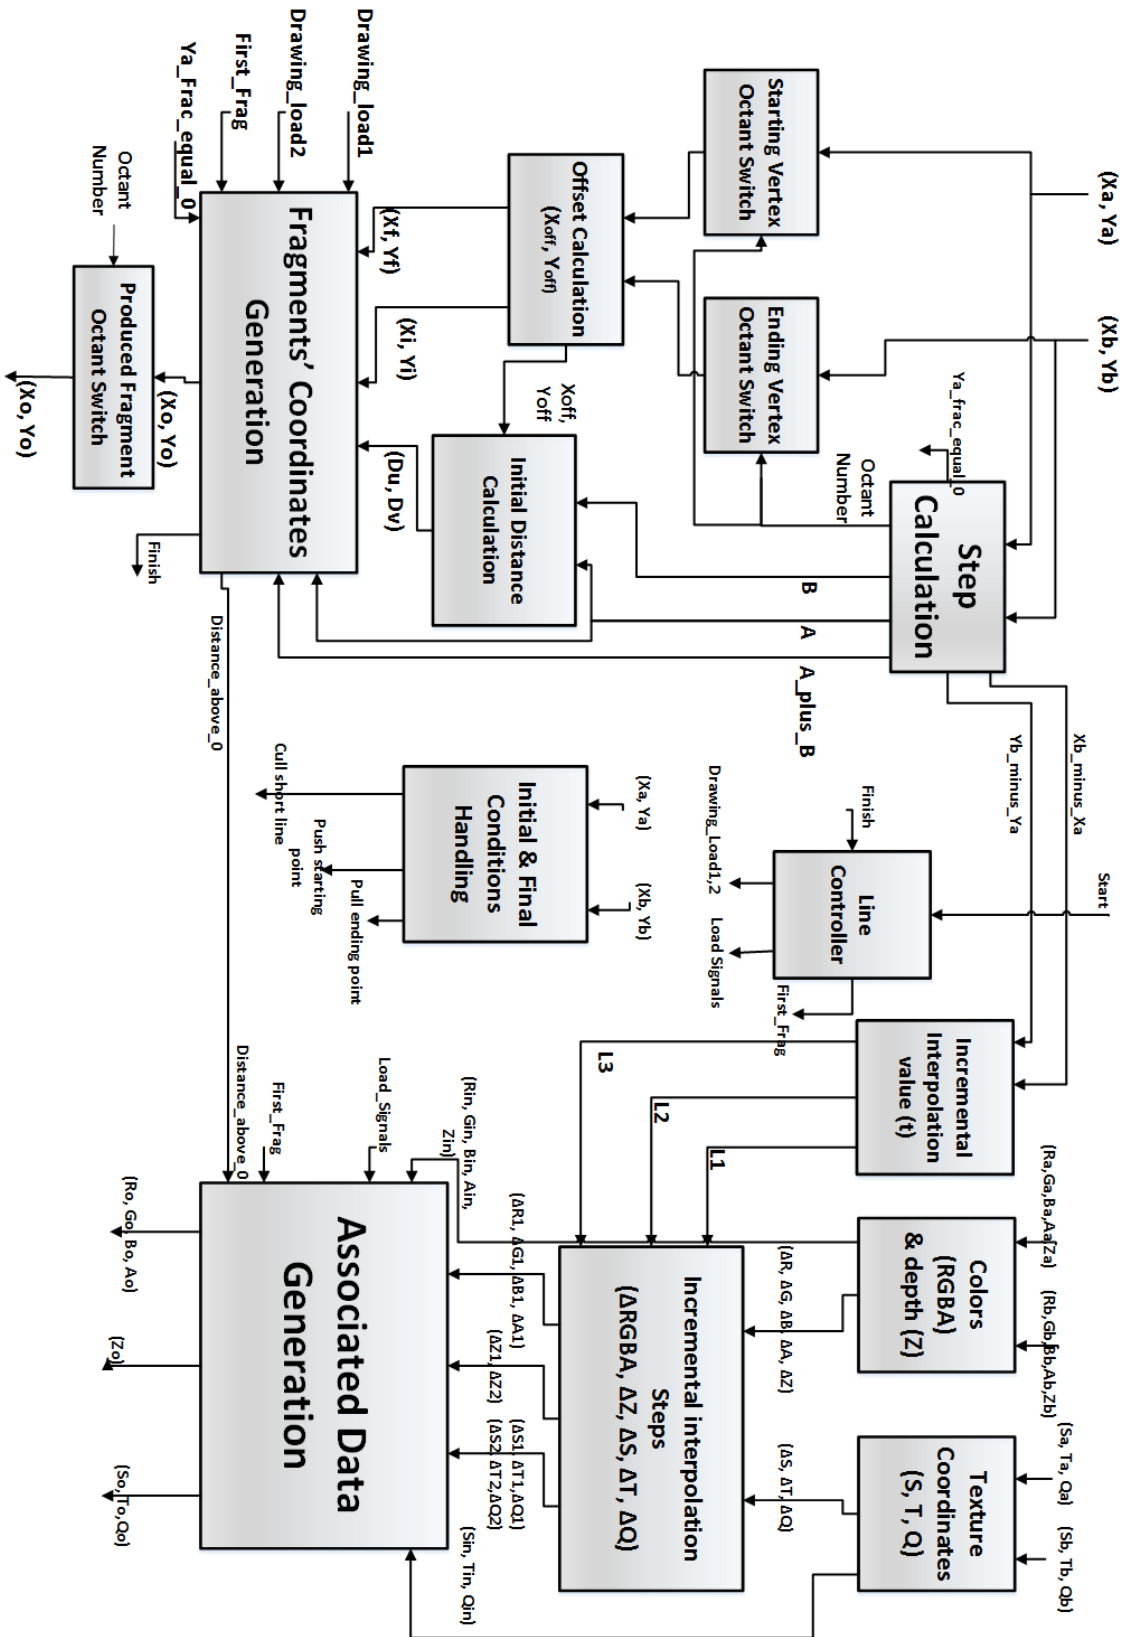 (Xa, Ya)
(Xb, Yb)
Start
(Ra,Ga,Ba,Aa,Za)
(Rb,Gb,Bb,Ab,Zb)
(Sa, Ta, Qa)
(Sb, Tb, Qb)
Starting Vertex
Octant Switch
Ending Vertex
Octant Switch
Ya_frac_equal_0
Octant
Number
Step
Calculation
Xb_minus_Xa
Yb_minus_Ya
B
A
A_plus_B
Finish
Line
Controller
Drawing_Load1,2
Load Signals
First_Frag
Incremental
Interpolation
value (t)
L3
L2
L1
Colors
(RGBA)
& depth (Z)
Texture
Coordinates
(S, T, Q)
Offset Calculation
(Xoff, Yoff)
Xoff,
Yoff
Initial Distance
Calculation
(Xa, Ya)
(Xb, Yb)
Initial & Final
Conditions
Handling
Cull short line
Push starting
point
Pull ending point
(ΔR, ΔG, ΔB, ΔA, ΔZ)
(ΔS, ΔT, ΔQ)
Incremental interpolation
Steps
(ΔRGBA, ΔZ, ΔS, ΔT, ΔQ)
Drawing_load1
Drawing_load2
First_Frag
Ya_Frac_equal_0
(Xf, Yf)
(Xi, Yi)
(Du, Dv)
Fragments’ Coordinates
Generation
Octant
Number
Produced Fragment
Octant Switch
(Xo, Yo)
(Xo, Yo)
Finish
Distance_above_0
Distance_above_0
First_Frag
Load_Signals
(Rin, Gin, Bin, Ain,
Zin)
(ΔR1, ΔG1, ΔB1, ΔA1)
(ΔZ1, ΔZ2)
(ΔS1, ΔT1,ΔQ1)
(ΔS2, ΔT2,ΔQ2)
(Sin, Tin, Qin)
Associated Data
Generation
(Ro, Go, Bo, Ao)
(Zo)
(So,To,Qo)